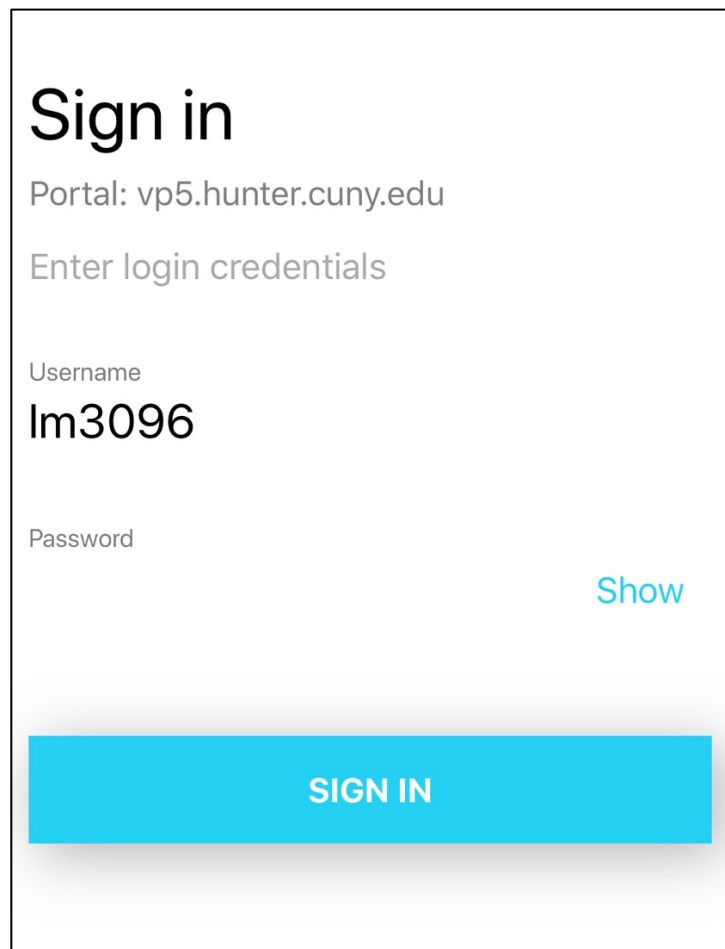 Sign in
Portal: vp5.hunter.cuny.edu
Enter login credentials
Username
lm3096
Password
Show
SIGN IN